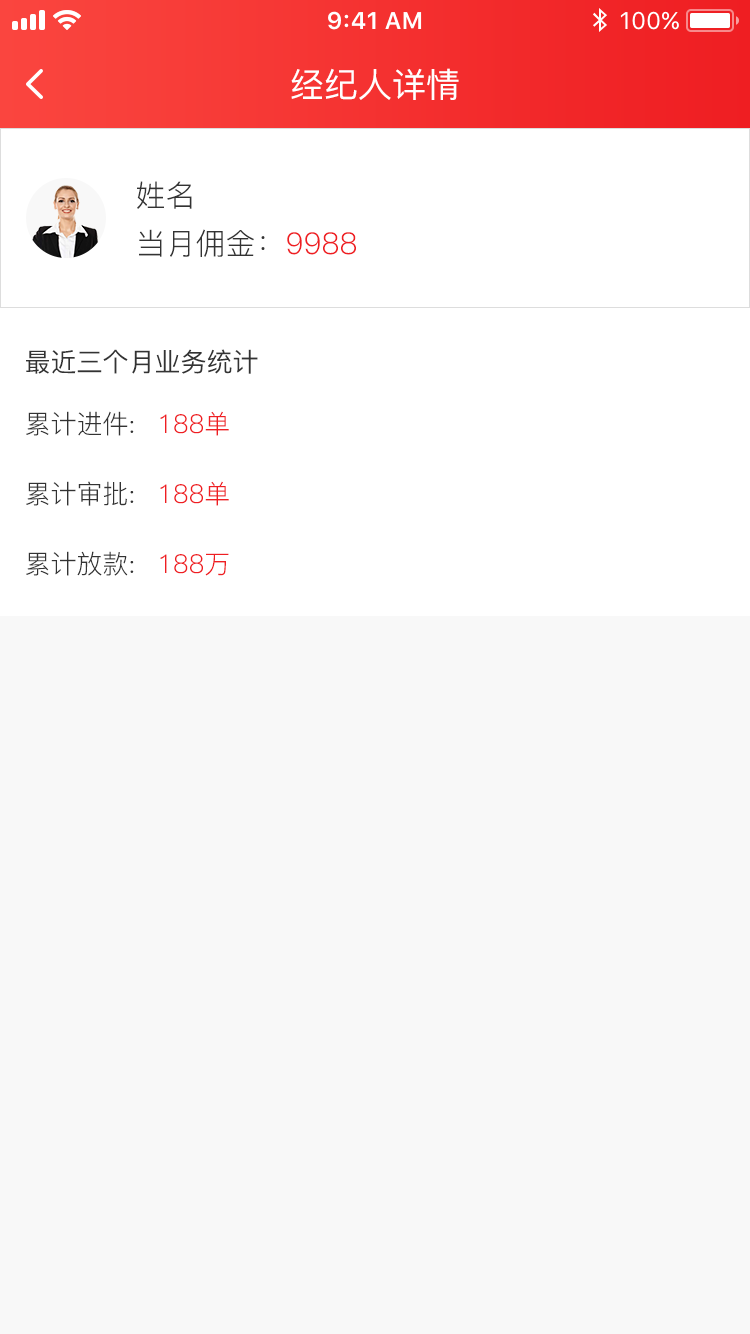 9:41 AM
100%
经纪人详情
姓名
当月佣金：9988
最近三个月业务统计
累计进件: 188单
累计审批: 188单
累计放款: 188万